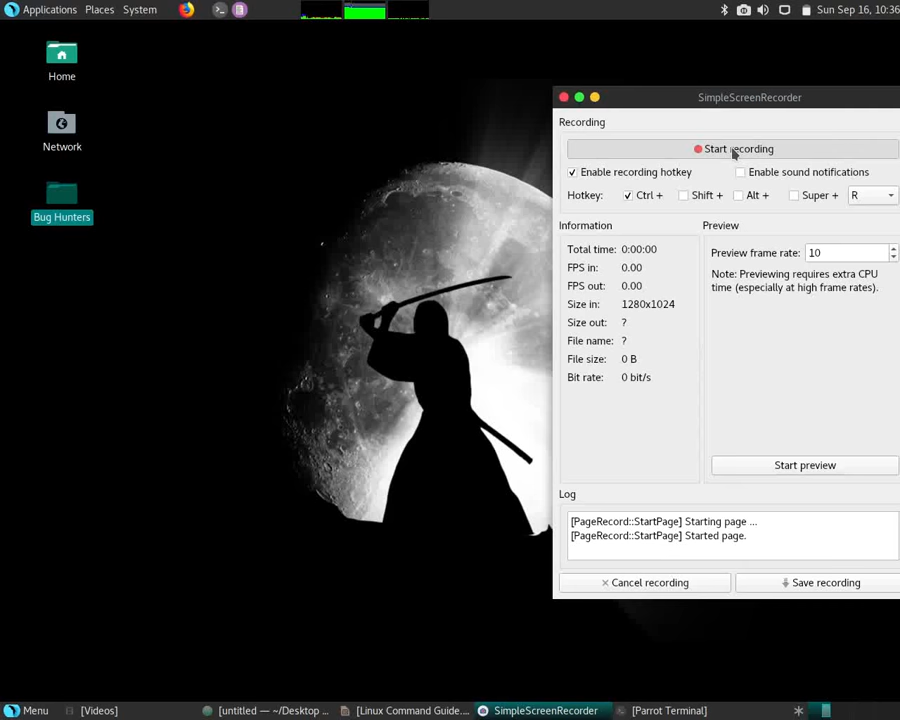 Applications Places System
Sun Sep 16, 10:36
Home
Network
Bug Hunters
SimpleScreenRecorder
Recording
Start recording
Enable recording hotkey
Enable sound notifications
Hotkey: Ctrl + Shift + Alt + Super + R
Information
Total time: 0:00:00
FPS in: 0.00
FPS out: 0.00
Size in: 1280x1024
Size out: ?
File name: ?
File size: 0 B
Bit rate: 0 bit/s
Preview
Preview frame rate: 10
Note: Previewing requires extra CPU
time (especially at high frame rates).
Start preview
Log
[PageRecord::StartPage] Starting page ...
[PageRecord::StartPage] Started page.
Cancel recording
Save recording
Menu [Videos] [untitled — ~/Desktop ... [Linux Command Guide.... SimpleScreenRecorder [Parrot Terminal]